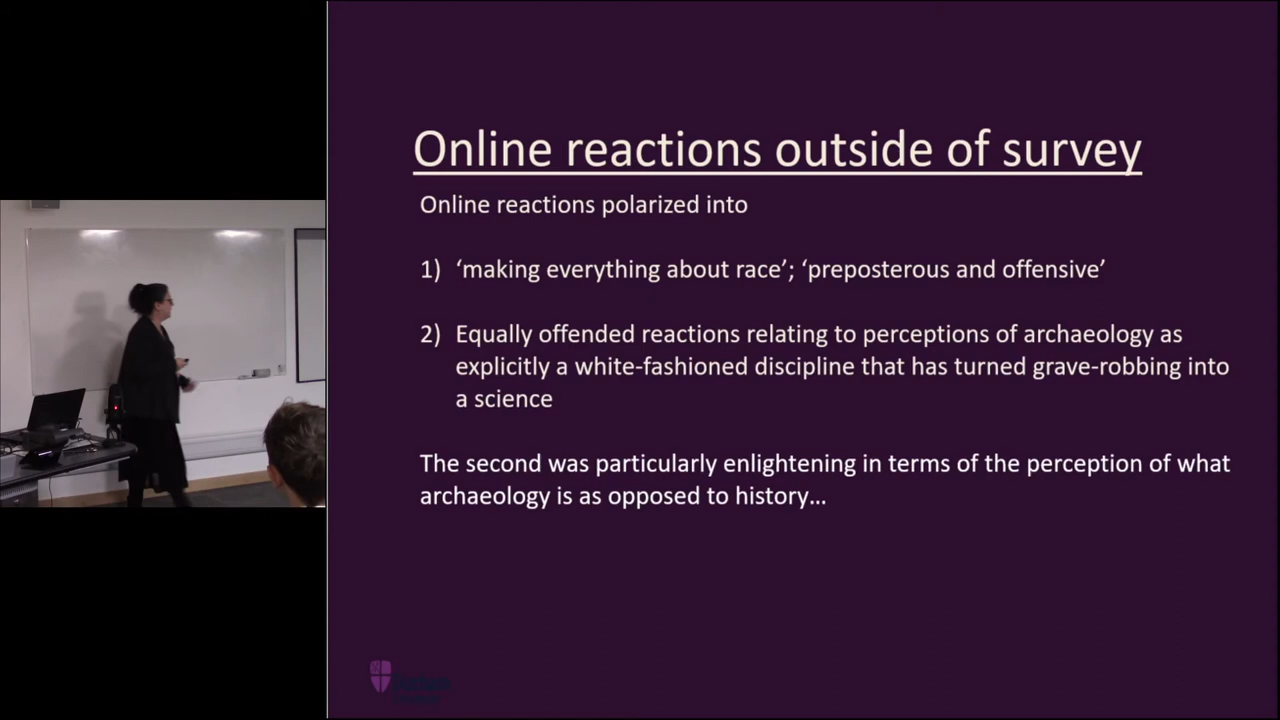 Online reactions outside of survey
Online reactions polarized into
1) ‘making everything about race’; ‘preposterous and offensive’
2) Equally offended reactions relating to perceptions of archaeology as
explicitly a white-fashioned discipline that has turned grave-robbing into
a science
The second was particularly enlightening in terms of the perception of what
archaeology is as opposed to history…